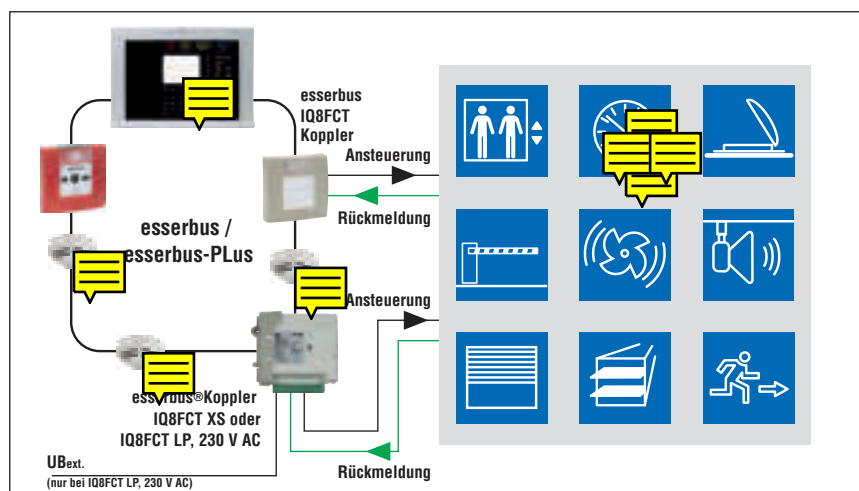 esserbus
IQ8FCT
Koppler
Ansteuerung
Rückmeldung
esserbus /
esserbus-PLus
Ansteuerung
esserbus®Koppler
IQ8FCT XS oder
IQ8FCT LP, 230 V AC
UBext.
(nur bei IQ8FCT LP, 230 V AC)
Rückmeldung